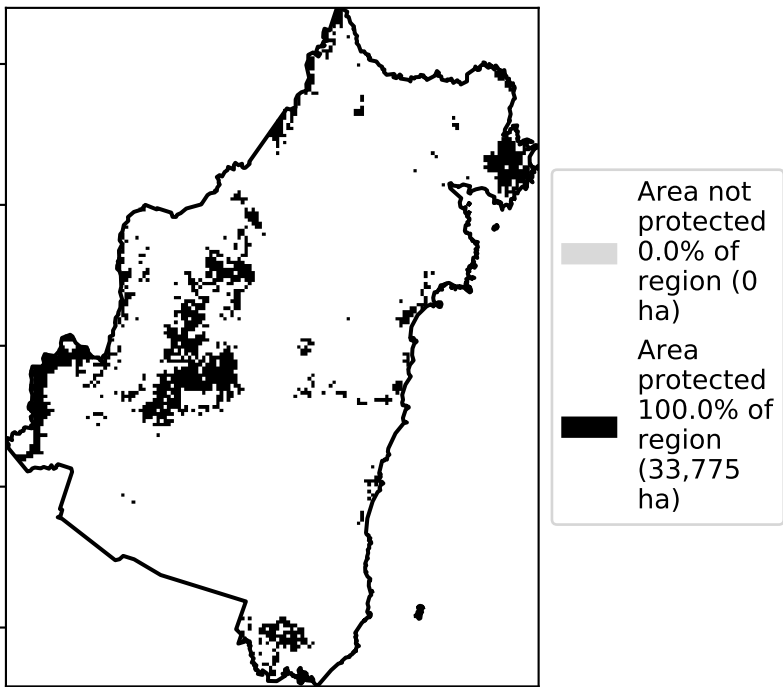 Area not
protected
0.0% of
region (0
ha)
Area
protected
100.0% of
region
(33,775
ha)